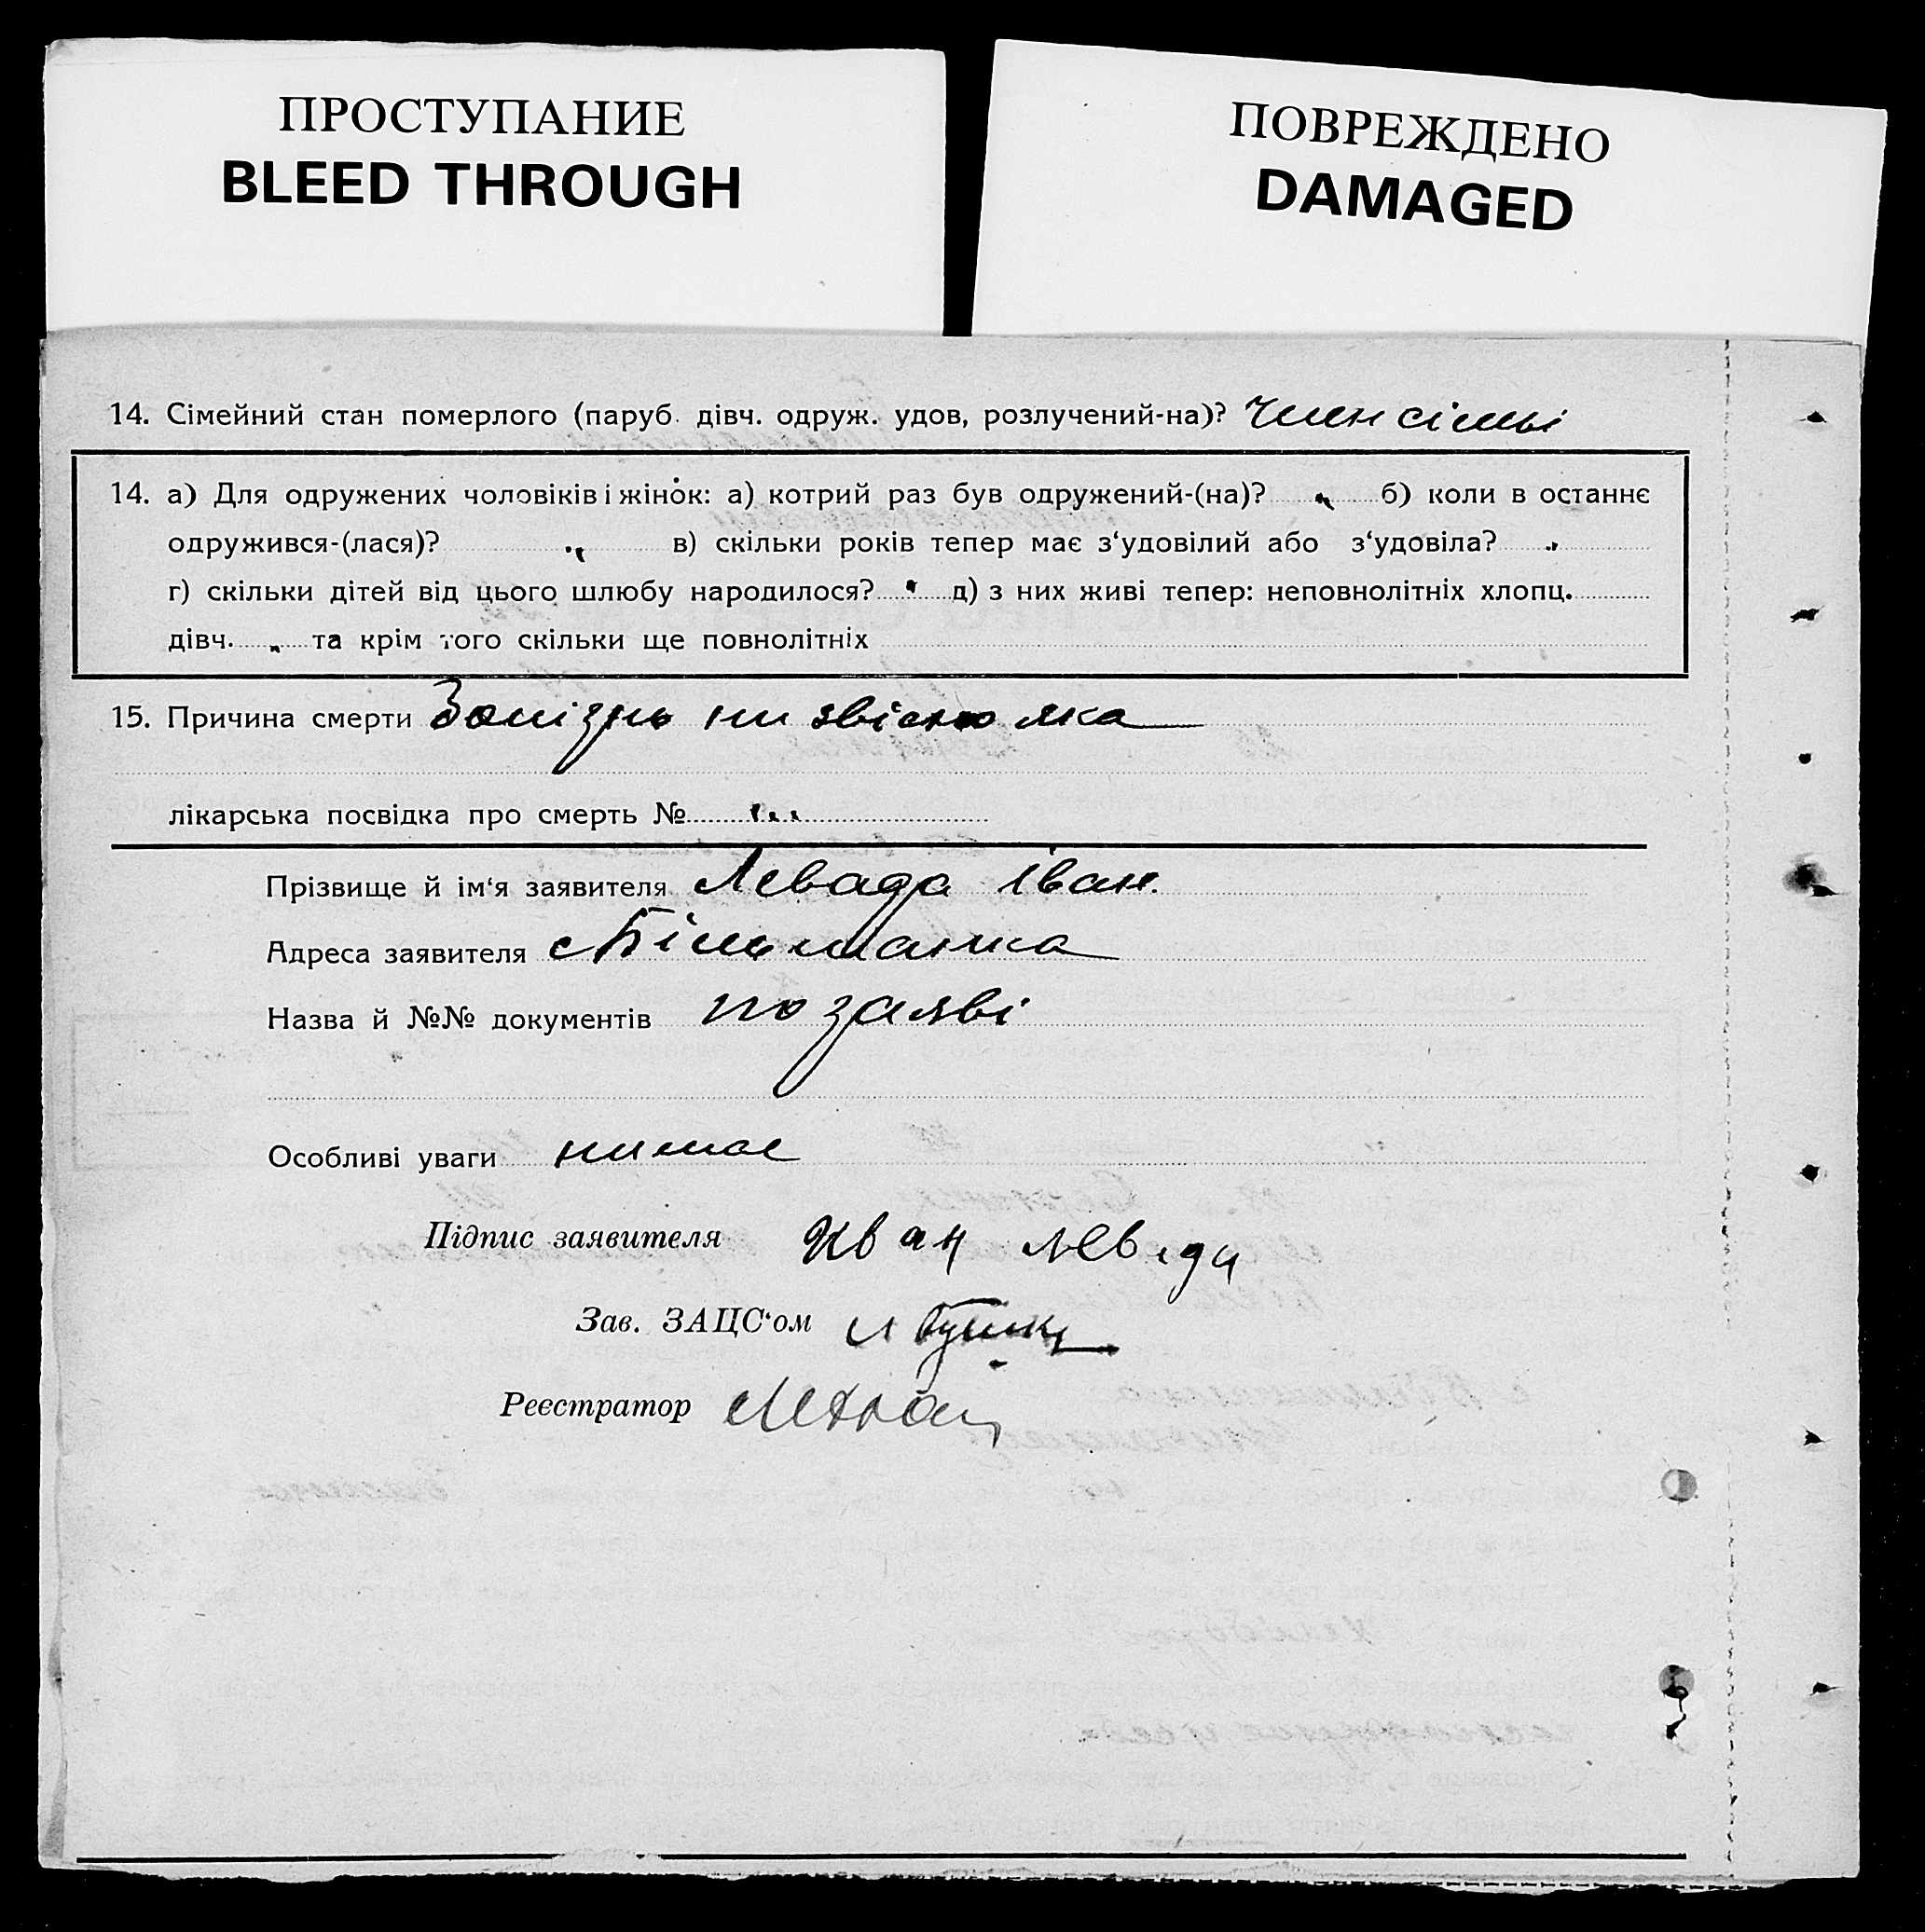 ПРОСТУПАНИЕ
BLEED THROUGH
ПОВРЕЖДЕНО
DAMAGED
14. Сімейний стан померлого (паруб. дівч. одруж. удов, розлучений-на)? Член сімьі
14. а) Для одружених чоловіків і жінок: а) котрий раз був одружений-(на)? „ б) коли в останнє
одружився-(лася)? „ в) скільки років тепер має з‘удовілий або з‘удовіла? „
г) скільки дітей від цього шлюбу народилося? „ д) з них живі тепер: неповнолітніх хлопц.
дівч. „ та крім того скільки ще повнолітніх
15. Причина смерти ни звісно яка
лікарська посвідка про смерть №
Прізвище й ім‘я заявителя Левада Іван.
Адреса заявителя
Назва й №№ документів по заяві
Особливі уваги нимає
Підпис заявителя Иван Левада
Зав. ЗАЦС‘ом
Реєстратор